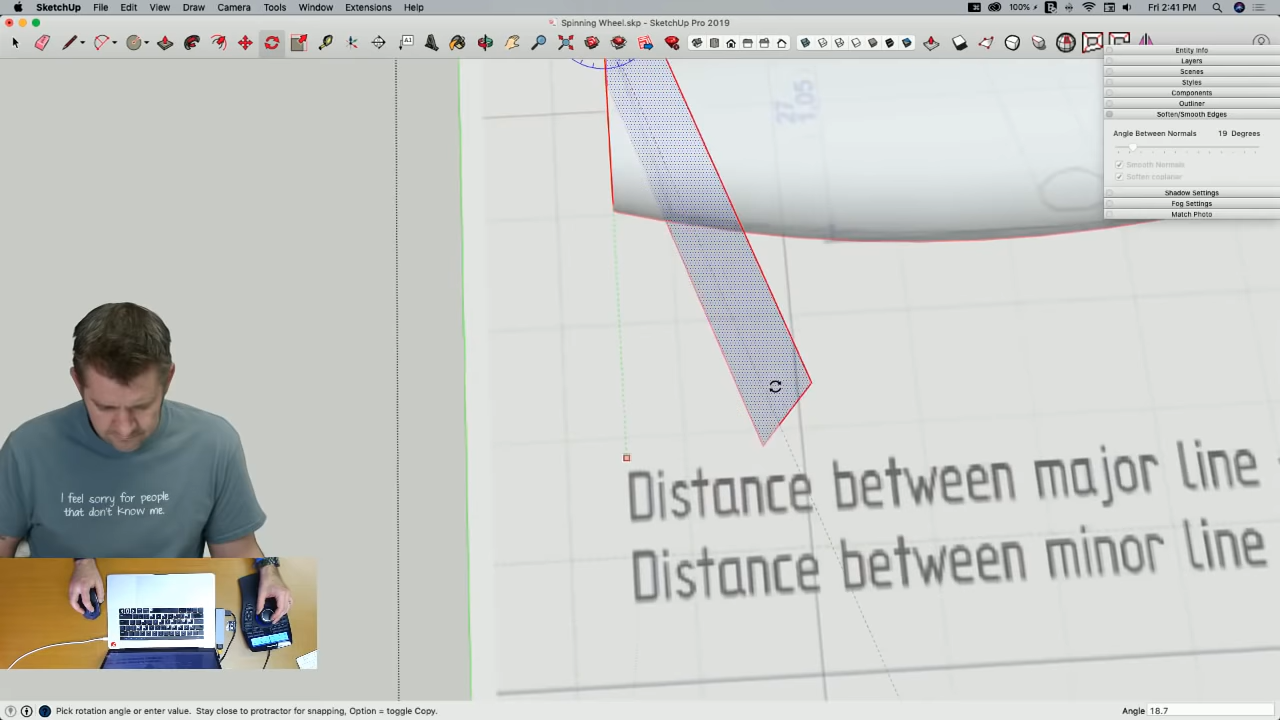 SketchUp File Edit View Draw Camera Tools Window Extensions Help
100% Fri 2:41 PM
Spinning Wheel.skp - SketchUp Pro 2019
Entity Info
Layers
Scenes
Styles
Components
Outliner
Soften/Smooth Edges
Angle Between Normals 19 Degrees
Smooth Normals
Soften coplanar
Shadow Settings
Fog Settings
Match Photo
27
1,05
Distance between major line
Distance between minor line
I feel sorry for people
that don't know me.
Pick rotation angle or enter value. Stay close to protractor for snapping, Option = toggle Copy.
Angle 18.7